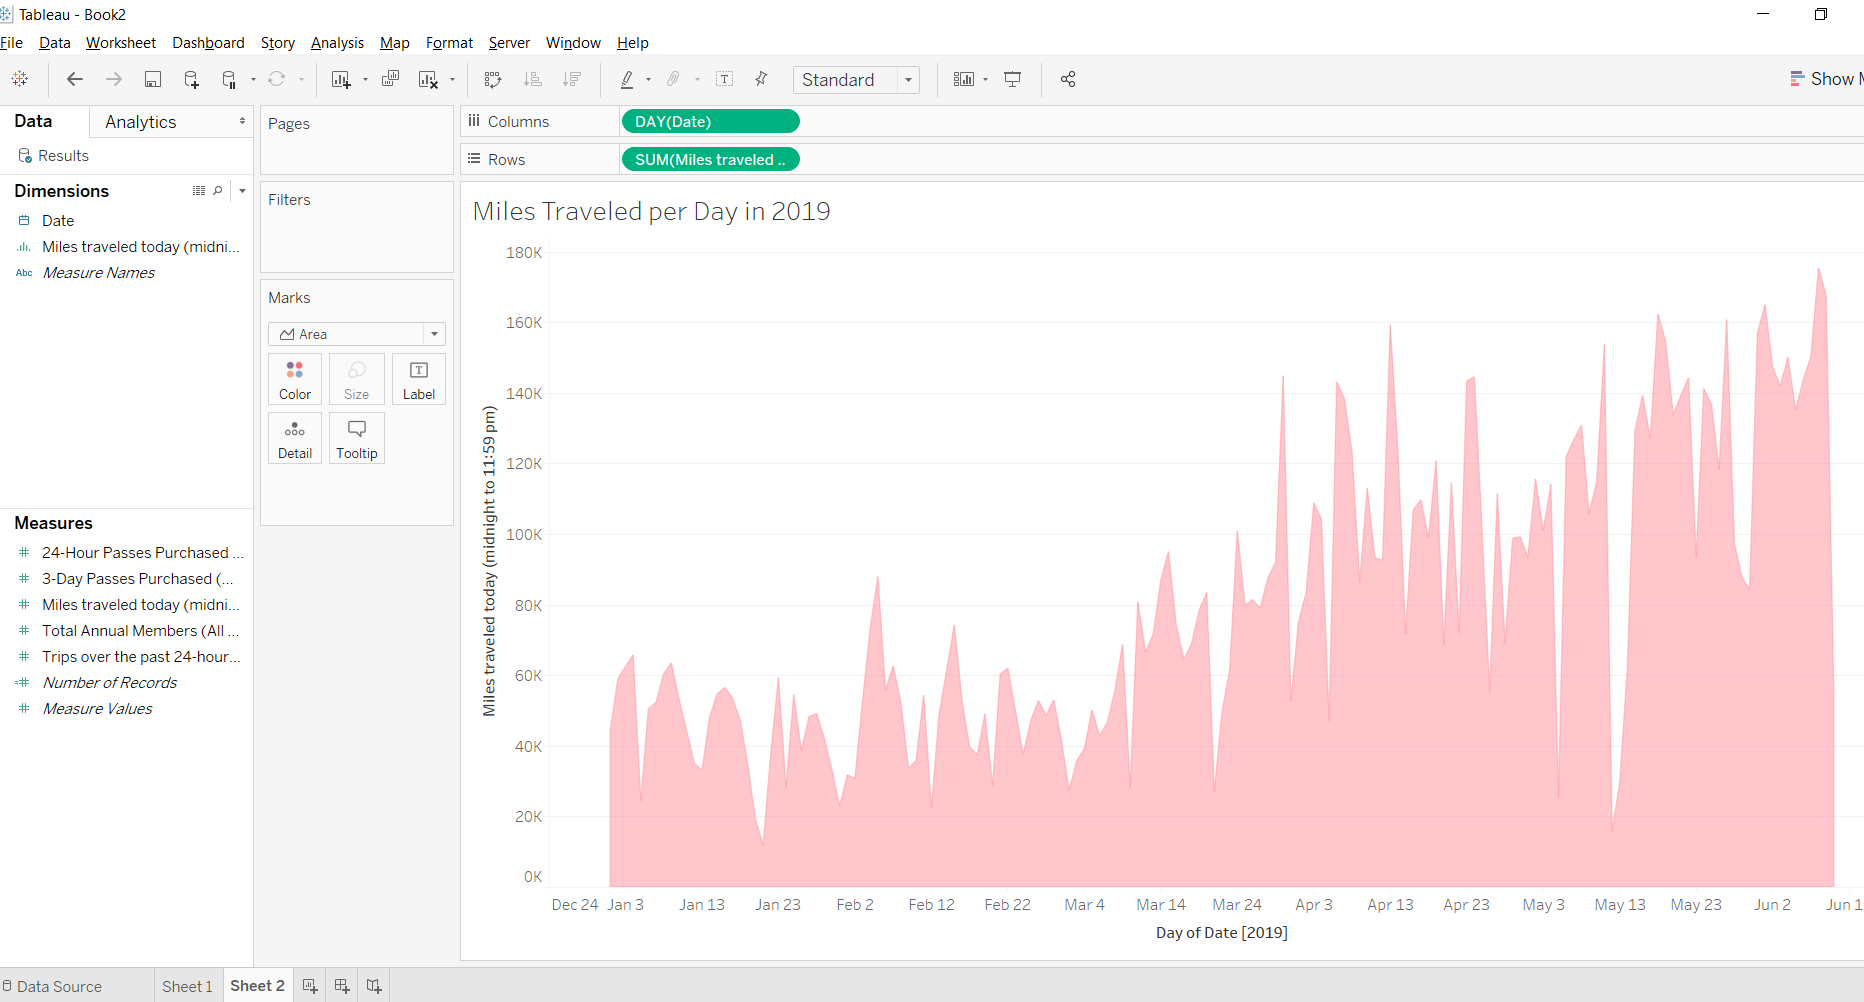 Tableau - Book2
File Data Worksheet Dashboard Story Analysis Map Format Server Window Help
Standard
Show
Data
Analytics
Results
Dimensions
Date
Miles traveled today (midni...
Abc Measure Names
Measures
24-Hour Passes Purchased ...
3-Day Passes Purchased (...
Miles traveled today (midni...
Total Annual Members (All ...
Trips over the past 24-hour...
Number of Records
Measure Values
Pages
Filters
Marks
Area
Color Size Label
Detail Tooltip
Columns DAY(Date)
Rows SUM(Miles traveled ..
Miles Traveled per Day in 2019
180K
160K
140K
120K
100K
80K
60K
40K
20K
0K
Miles traveled today (midnight to 11:59 pm)
Dec 24 Jan 3 Jan 13 Jan 23 Feb 2 Feb 12 Feb 22 Mar 4 Mar 14 Mar 24 Apr 3 Apr 13 Apr 23 May 3 May 13 May 23 Jun 2 Jun 1
Day of Date [2019]
Data Source Sheet 1 Sheet 2